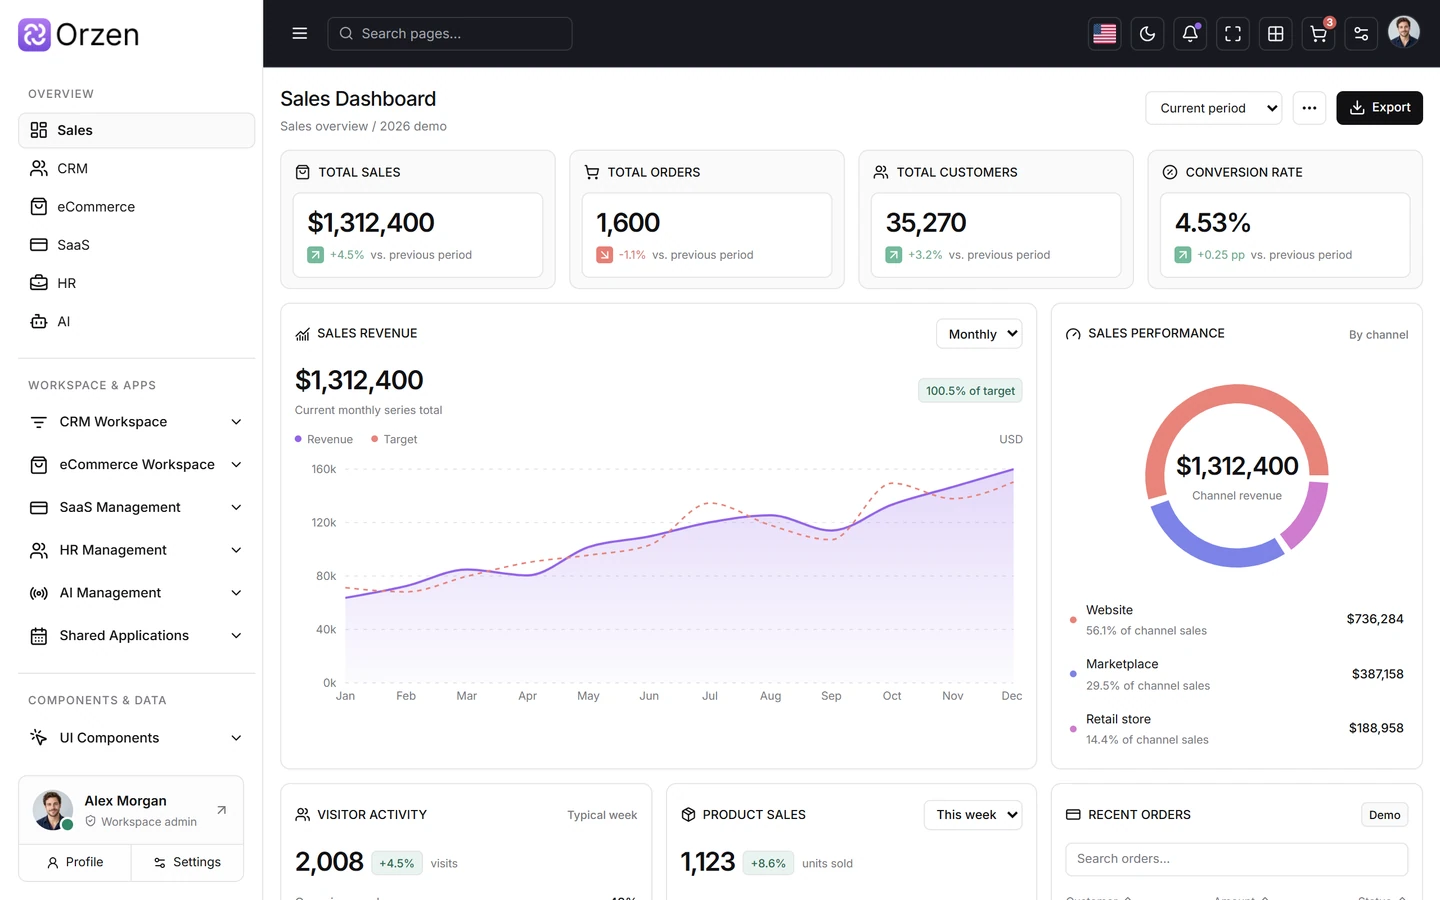 Orzen
Search pages...
3
OVERVIEW
Sales
CRM
eCommerce
SaaS
HR
AI
WORKSPACE & APPS
CRM Workspace
eCommerce Workspace
SaaS Management
HR Management
AI Management
Shared Applications
COMPONENTS & DATA
UI Components
Alex Morgan
Workspace admin
Profile
Settings
Sales Dashboard
Sales overview / 2026 demo
Current period
Export
TOTAL SALES
$1,312,400
+4.5% vs. previous period
TOTAL ORDERS
1,600
-1.1% vs. previous period
TOTAL CUSTOMERS
35,270
+3.2% vs. previous period
CONVERSION RATE
4.53%
+0.25 pp vs. previous period
SALES REVENUE
Monthly
$1,312,400
Current monthly series total
100.5% of target
Revenue
Target
USD
160k
120k
80k
40k
0k
Jan Feb Mar Apr May Jun Jul Aug Sep Oct Nov Dec
SALES PERFORMANCE
By channel
$1,312,400
Channel revenue
Website
56.1% of channel sales
$736,284
Marketplace
29.5% of channel sales
$387,158
Retail store
14.4% of channel sales
$188,958
VISITOR ACTIVITY
Typical week
2,008
+4.5%
visits
PRODUCT SALES
This week
1,123
+8.6%
units sold
RECENT ORDERS
Demo
Search orders...
Customer
Amount
Status